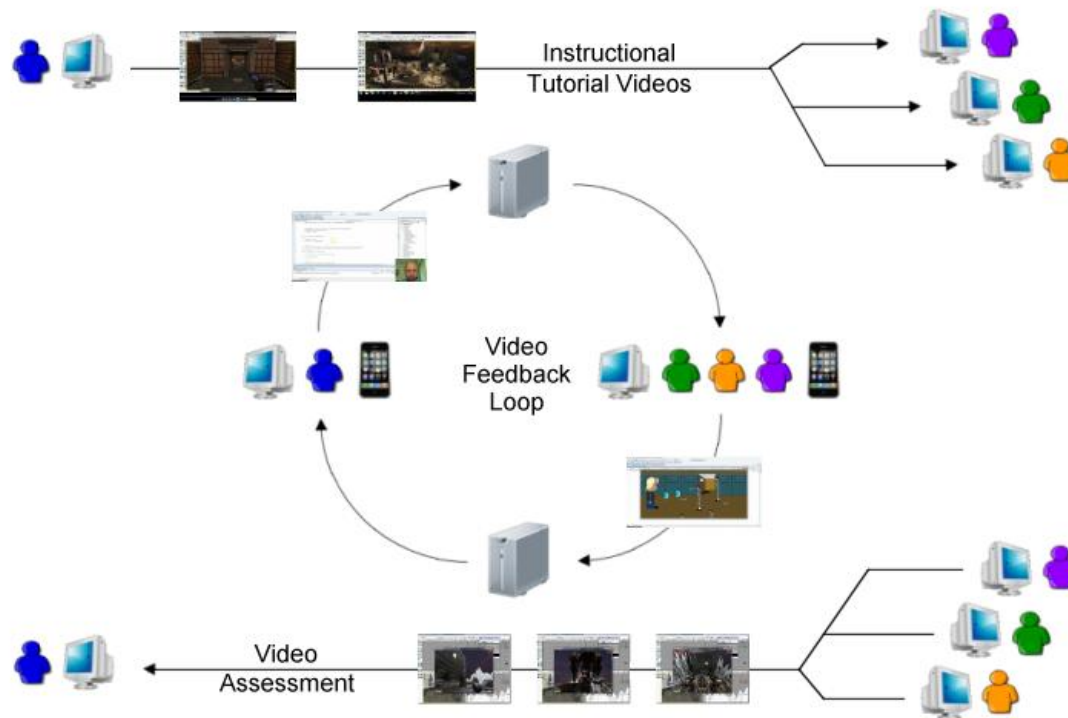 Instructional
Tutorial Videos
Video
Feedback
Loop
Video
Assessment